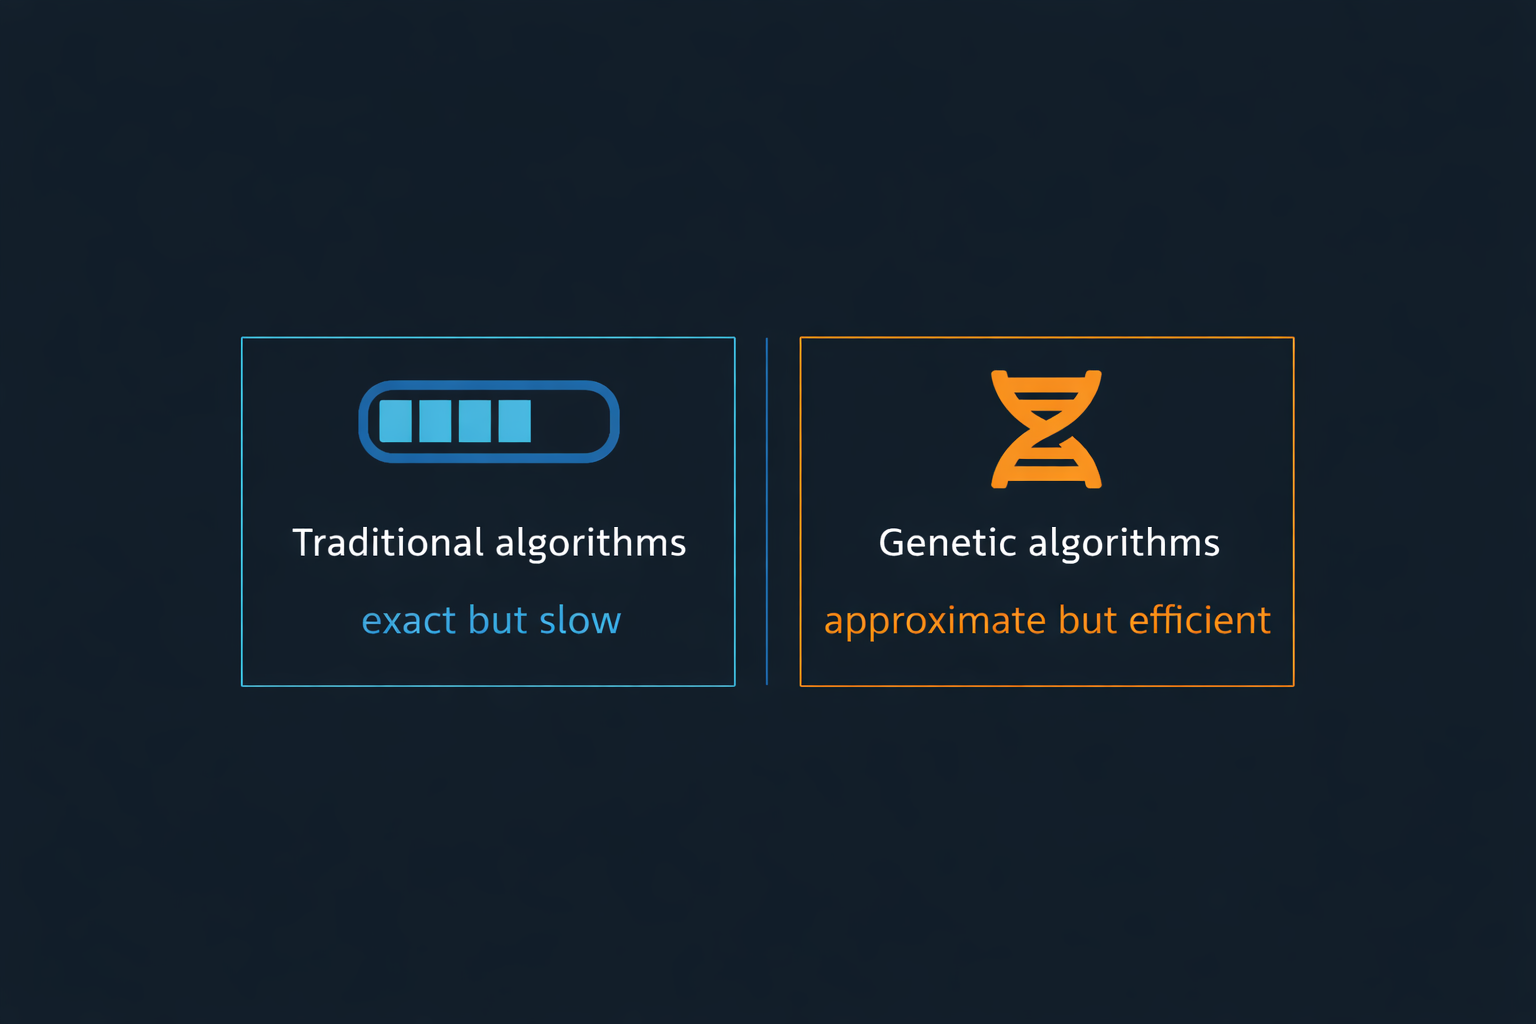 Traditional algorithms
exact but slow
Genetic algorithms
approximate but efficient